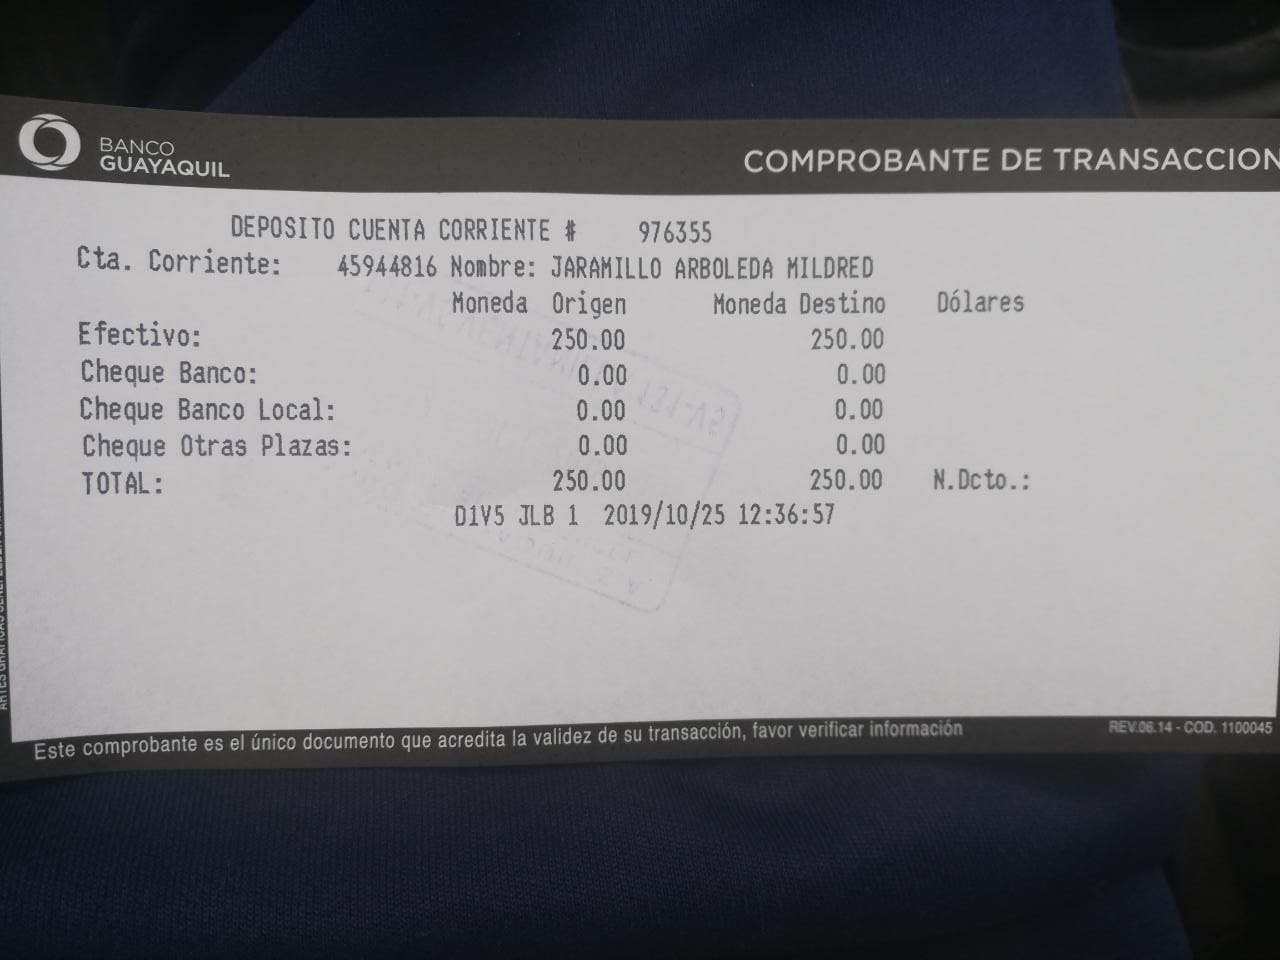 BANCO
GUAYAQUIL
COMPROBANTE DE TRANSACCION
DEPOSITO CUENTA CORRIENTE # 976355
Cta. Corriente: 45944816 Nombre: JARAMILLO ARBOLEDA MILDRED
Moneda Origen Moneda Destino Dólares
Efectivo: 250.00 250.00
Cheque Banco: 0.00 0.00
Cheque Banco Local: 0.00 0.00
Cheque Otras Plazas: 0.00 0.00
TOTAL: 250.00 250.00 N.Dcto.:
D1V5 JLB 1 2019/10/25 12:36:57
Este comprobante es el único documento que acredita la validez de su transacción, favor verificar información
REV.06.14 - COD. 1100045
ARTES GRAFICAS SENEFELDER